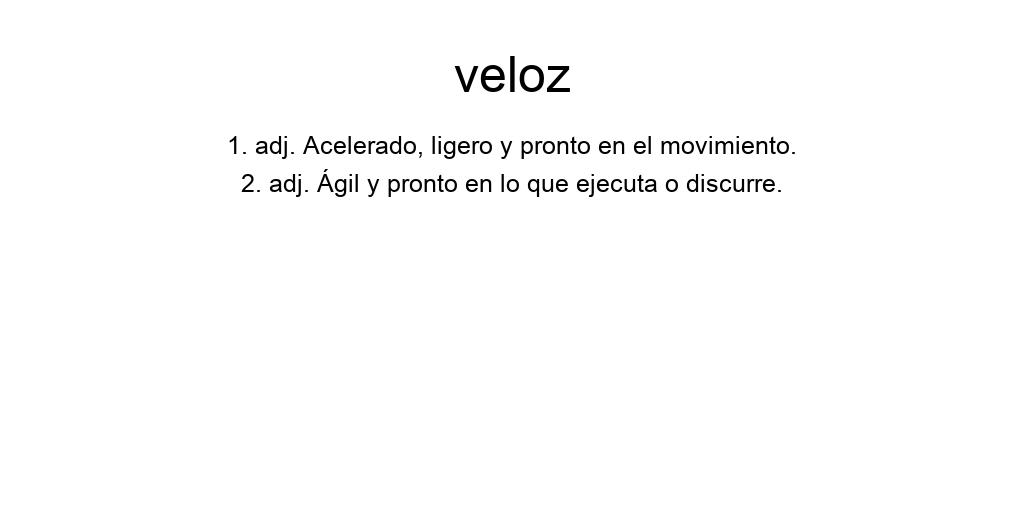 veloz
1. adj. Acelerado, ligero y pronto en el movimiento.
2. adj. Ágil y pronto en lo que ejecuta o discurre.